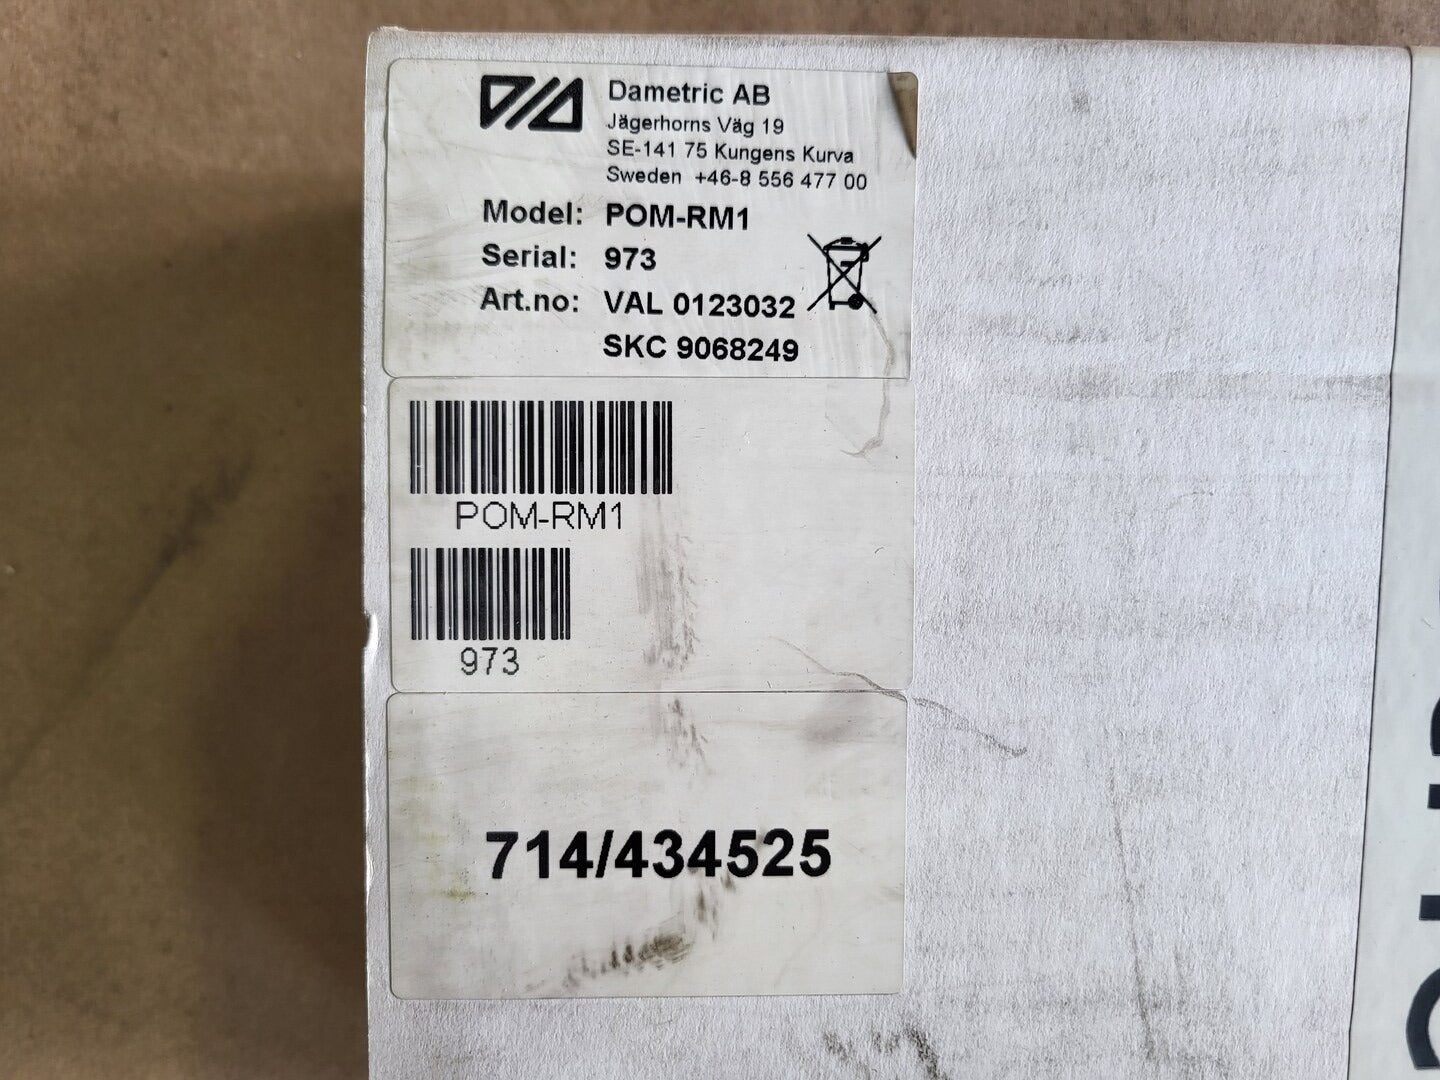 Dametric AB
Jägerhorns Väg 19
SE-141 75 Kungens Kurva
Sweden +46-8 556 477 00
Model: POM-RM1
Serial: 973
Art.no: VAL 0123032
SKC 9068249
POM-RM1
973
714/434525